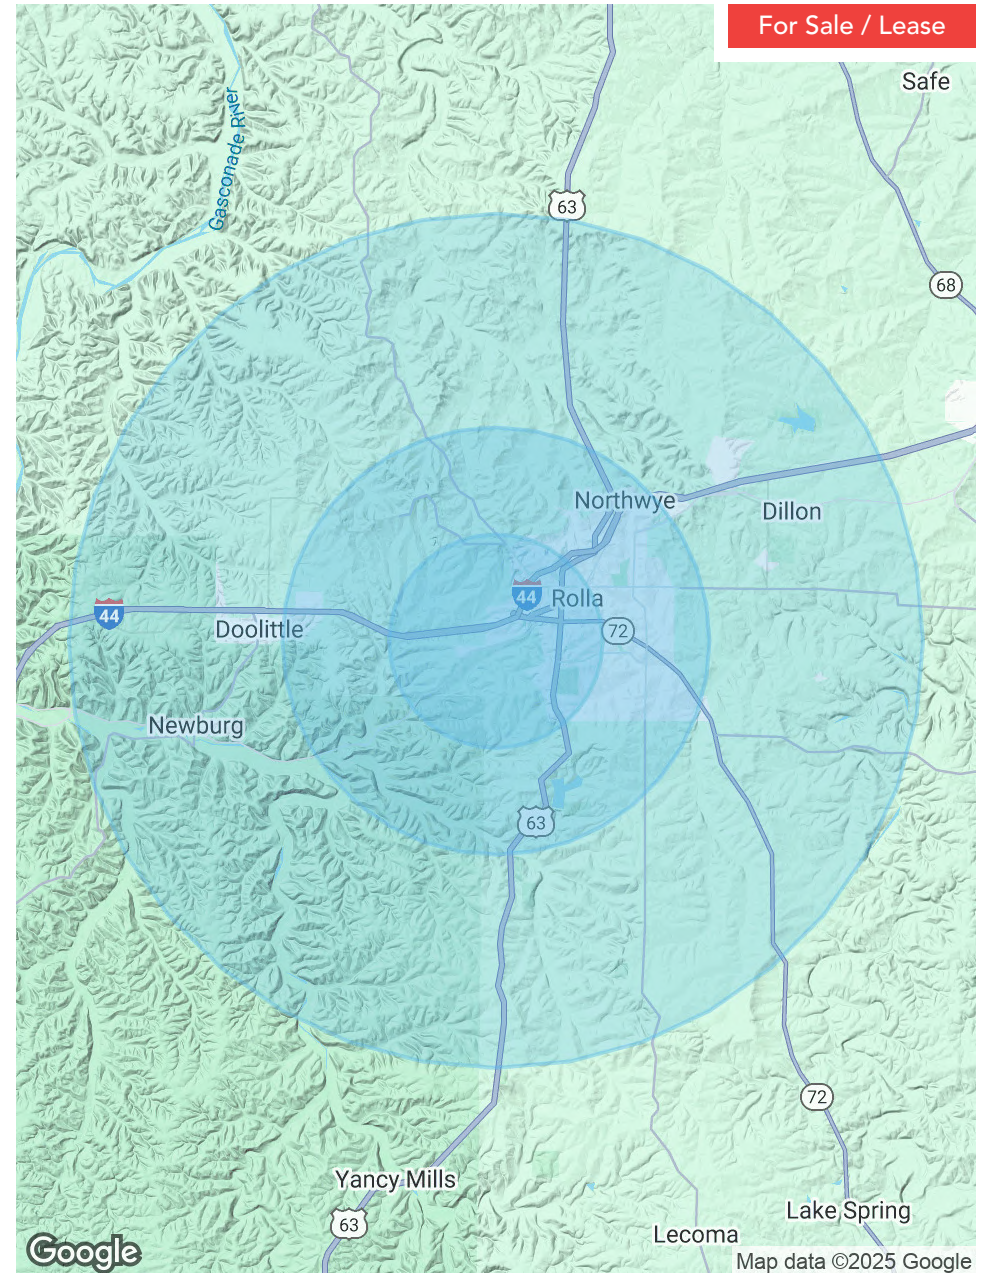 For Sale / Lease
Safe
Gasconade River
63
68
Northwye
Dillon
44
Rolla
44
Doolittle
72
Newburg
63
72
Yancy Mills
Lake Spring
63
Lecoma
Google
Map data ©2025 Google